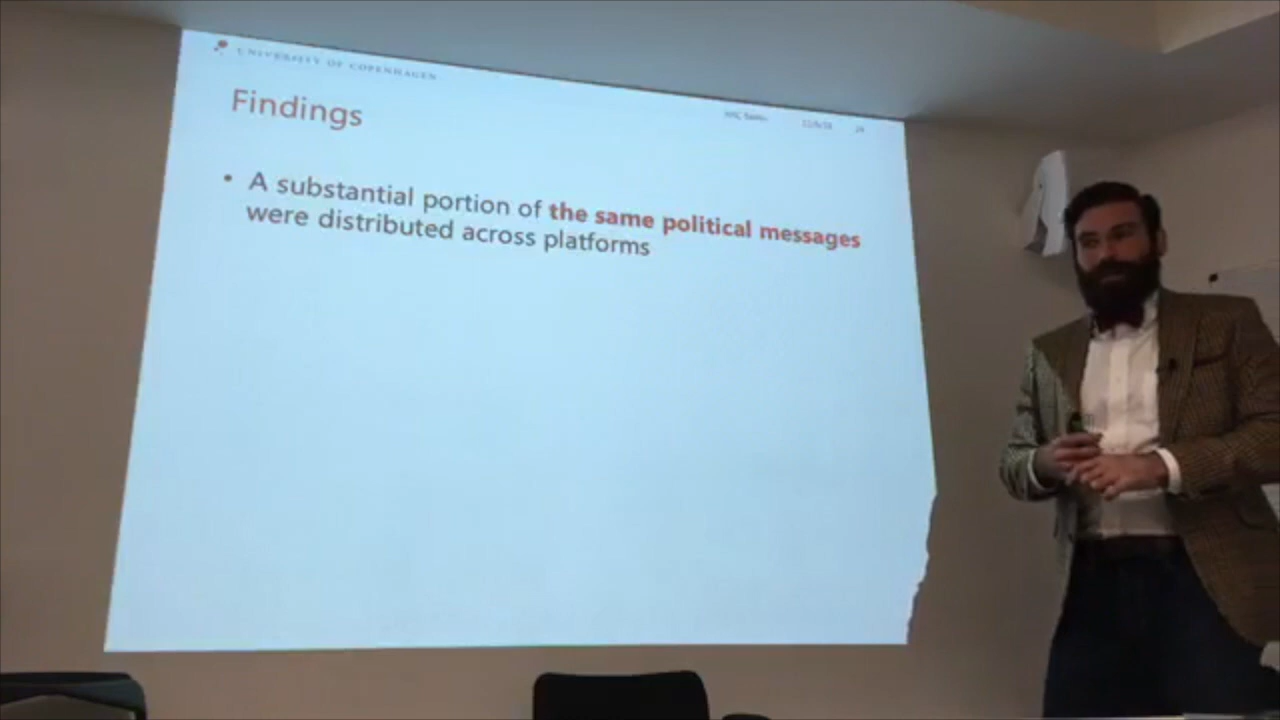 UNIVERSITY OF COPENHAGEN
Findings
• A substantial portion of the same political messages
were distributed across platforms